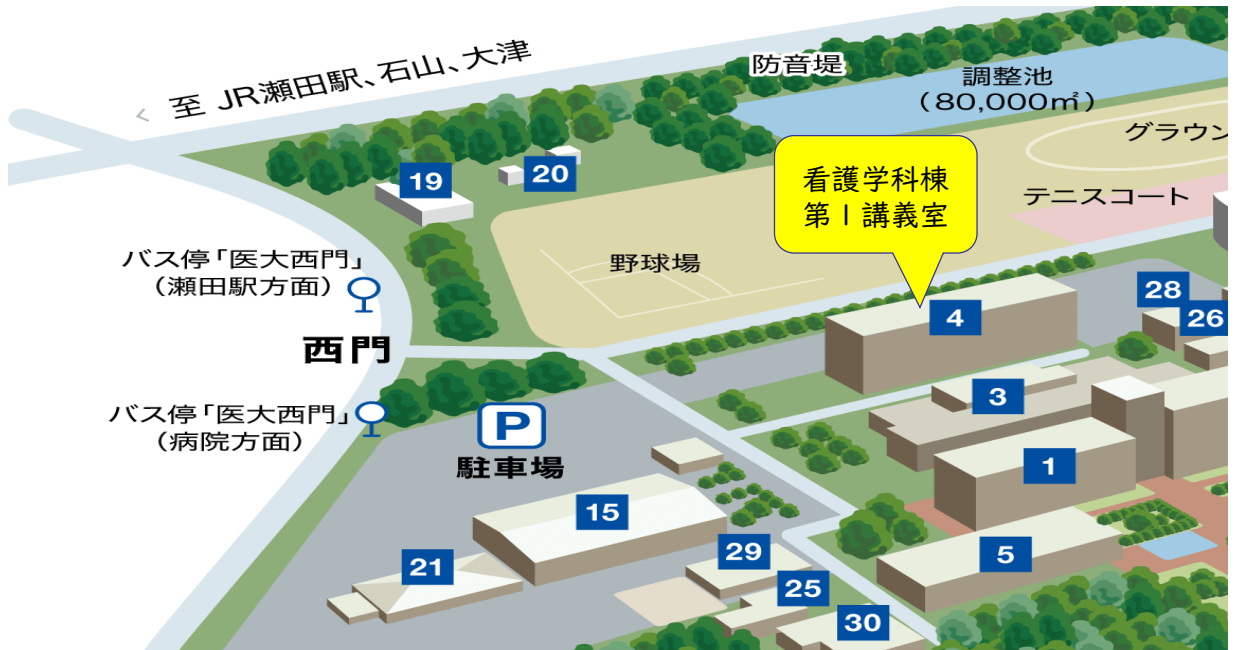 至 JR瀬田駅、石山、大津
防音堤
調整池
(80,000㎡)
グラウン
看護学科棟
第1講義室
テニスコート
19
20
バス停「医大西門」
(瀬田駅方面)
野球場
28
4
26
西門
3
バス停「医大西門」
(病院方面)
P
駐車場
1
15
29
5
21
25
30